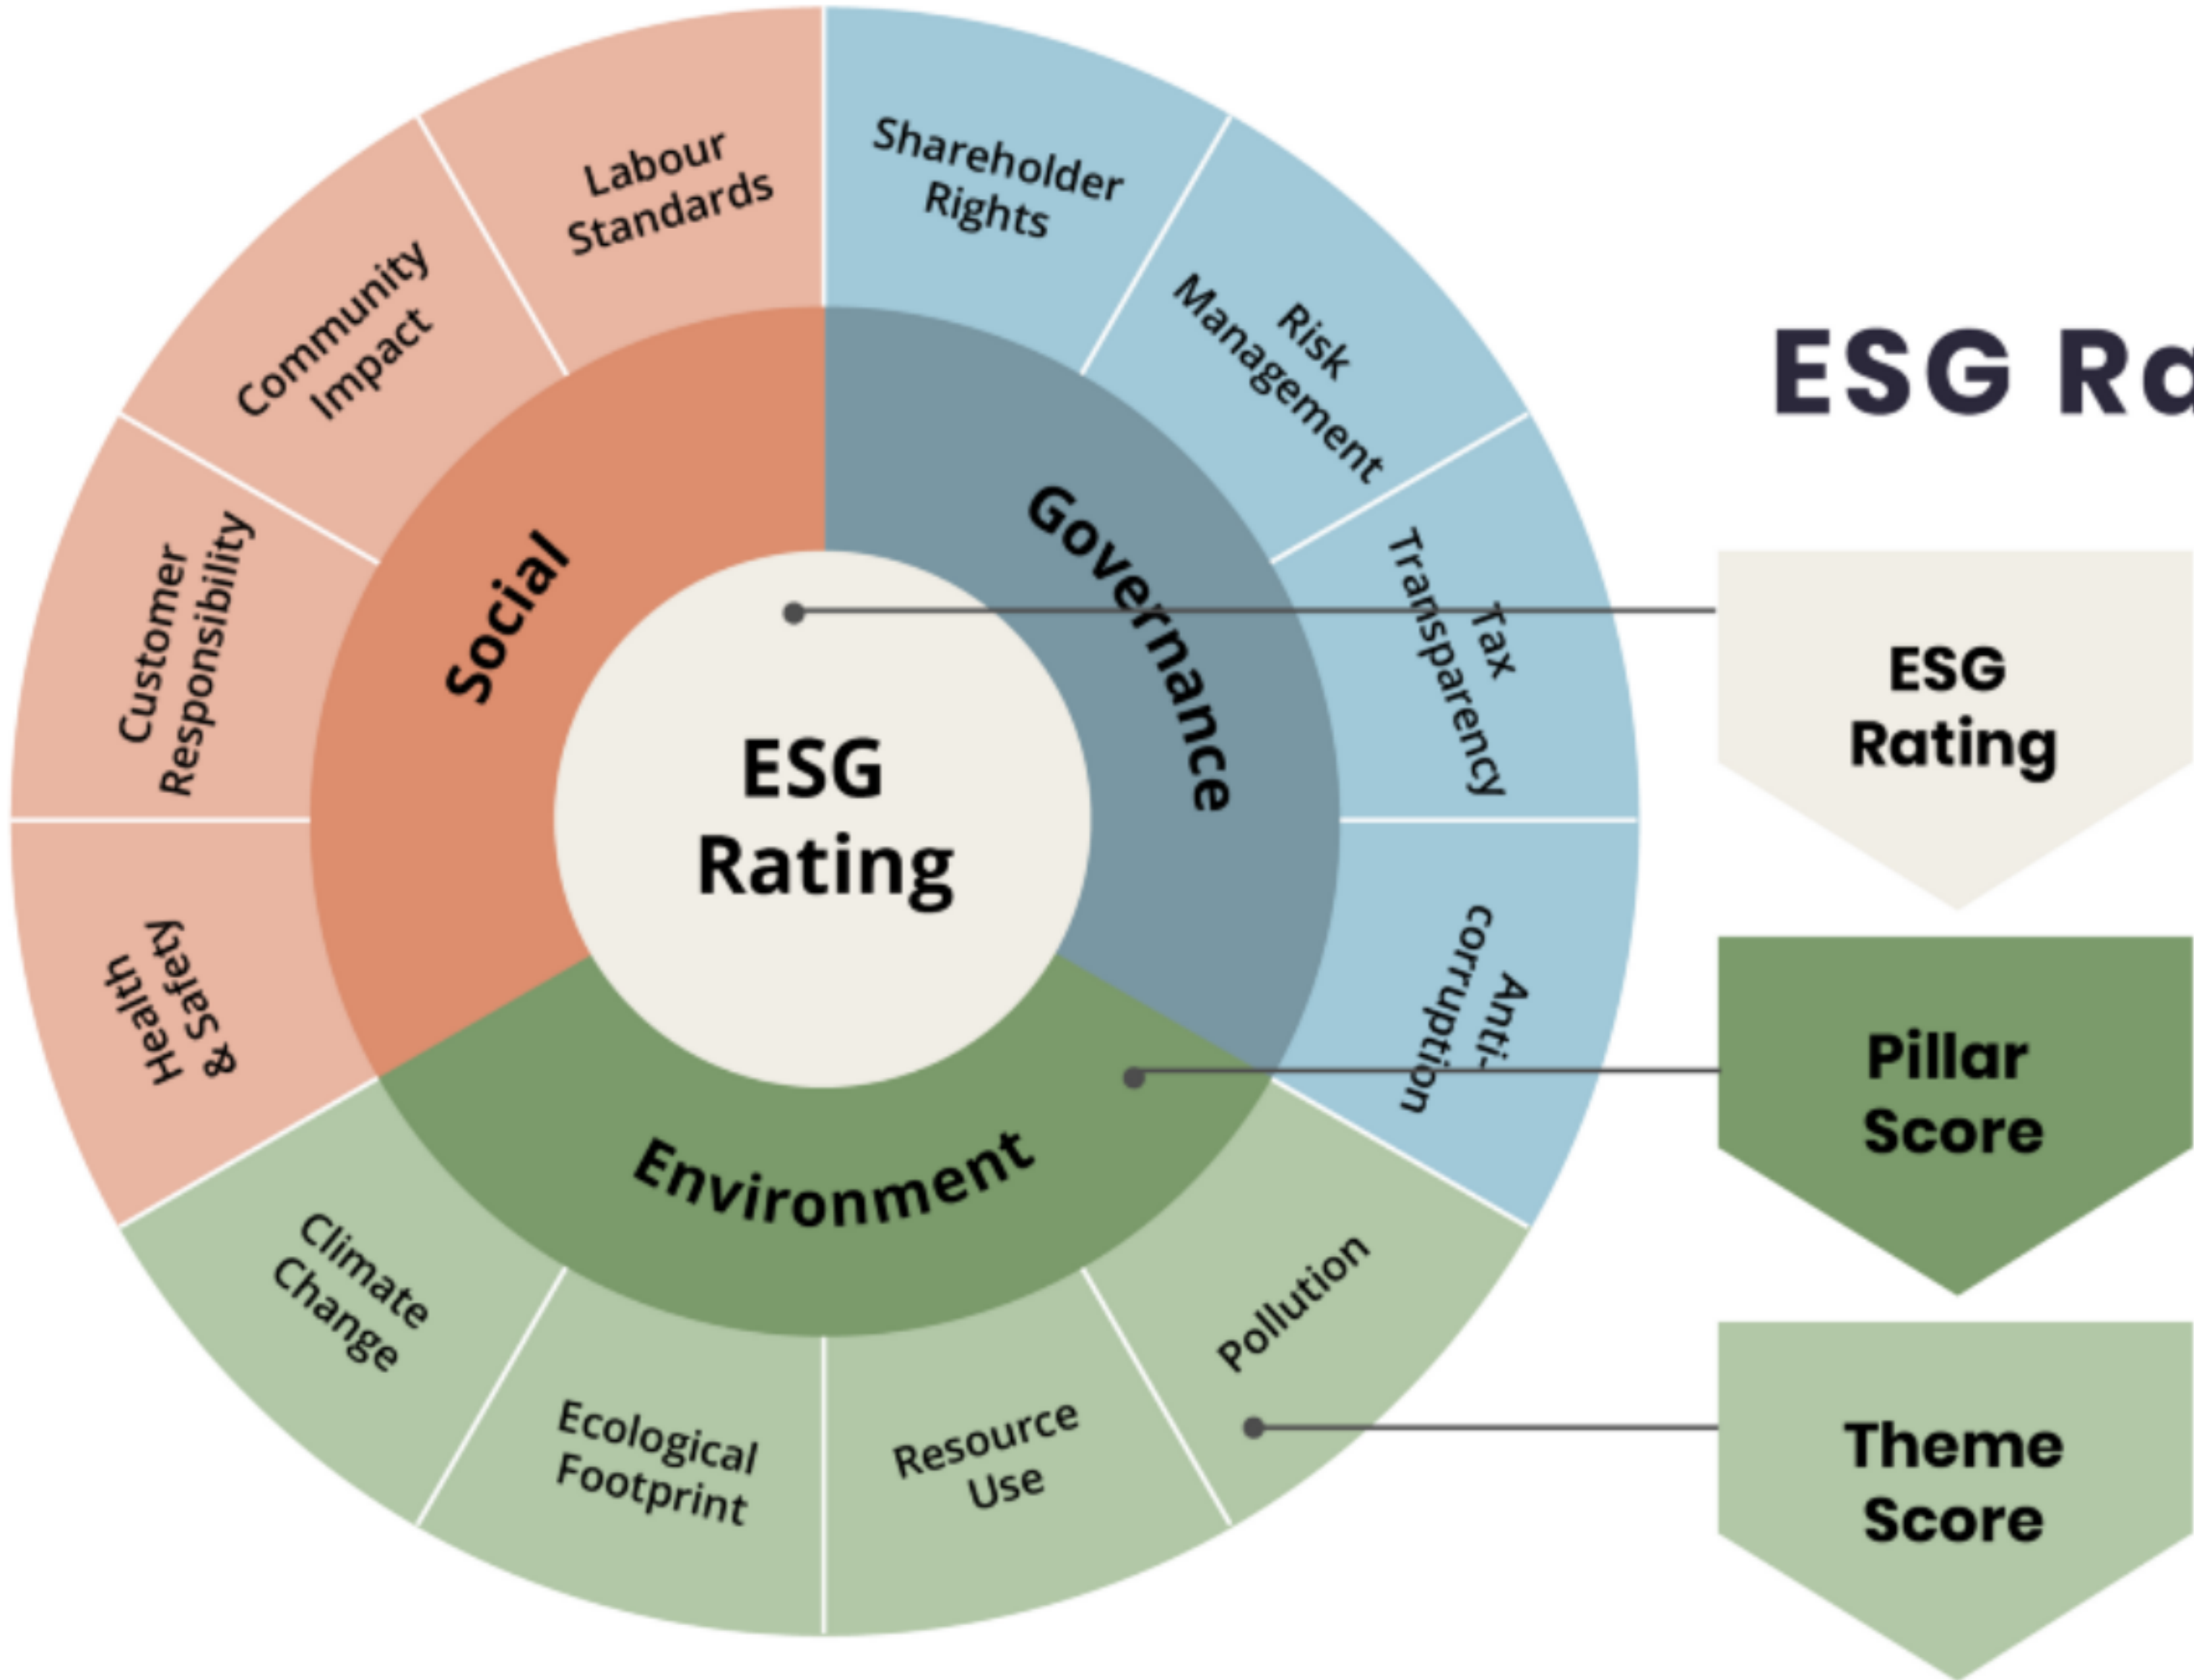 Labour
Standards
Shareholder
Rights
Community
Impact
Risk
Management
Customer
Responsibility
Tax
Transparency
Health
& Safety
Anti-
corruption
Climate
Change
Ecological
Footprint
Resource
Use
Pollution
Social
Governance
Environment
ESG
Rating
ESG Ra
ESG
Rating
Pillar
Score
Theme
Score